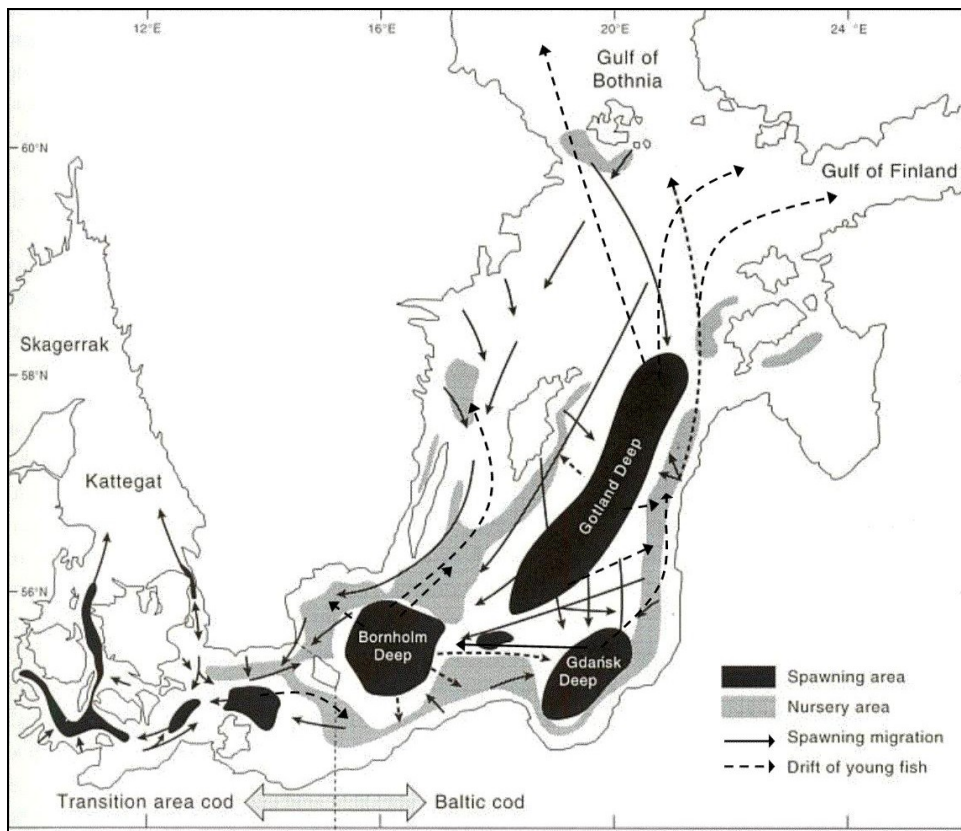 12°E
16°E
20°E
24°E
Gulf of
Bothnia
60°N
Gulf of Finland
Skagerrak
58°N
Kattegat
Gotland Deep
56°N
Bornholm
Deep
Gdańsk
Deep
Spawning area
Nursery area
Spawning migration
Drift of young fish
Transition area cod
Baltic cod